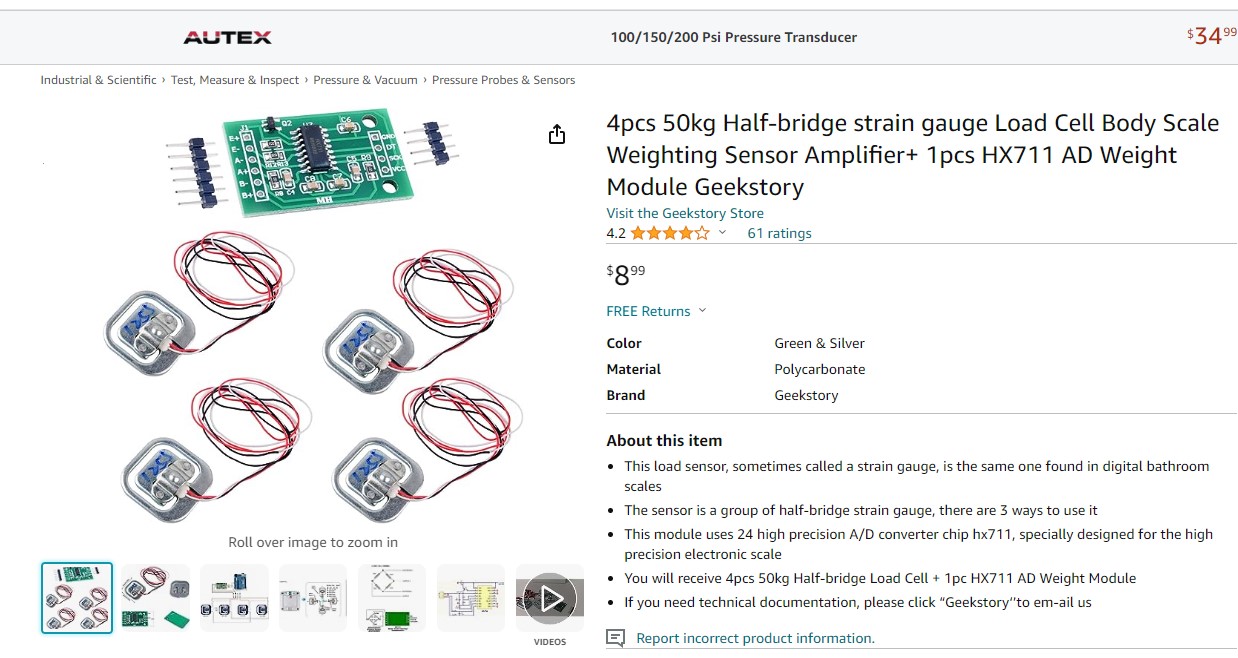 AUTEX
100/150/200 Psi Pressure Transducer
$3499
Industrial & Scientific › Test, Measure & Inspect › Pressure & Vacuum › Pressure Probes & Sensors
J1
Q2
C6
E+
E-
A-
A+
B-
B+
GND
DT
SCK
VCC
MH
4pcs 50kg Half-bridge strain gauge Load Cell Body Scale
Weighting Sensor Amplifier+ 1pcs HX711 AD Weight
Module Geekstory
Visit the Geekstory Store
4.2
61 ratings
$899
FREE Returns
Color Green & Silver
Material Polycarbonate
Brand Geekstory
About this item
• This load sensor, sometimes called a strain gauge, is the same one found in digital bathroom
scales
• The sensor is a group of half-bridge strain gauge, there are 3 ways to use it
• This module uses 24 high precision A/D converter chip hx711, specially designed for the high
precision electronic scale
• You will receive 4pcs 50kg Half-bridge Load Cell + 1pc HX711 AD Weight Module
• If you need technical documentation, please click “Geekstory’’to em-ail us
Report incorrect product information.
Roll over image to zoom in
VIDEOS